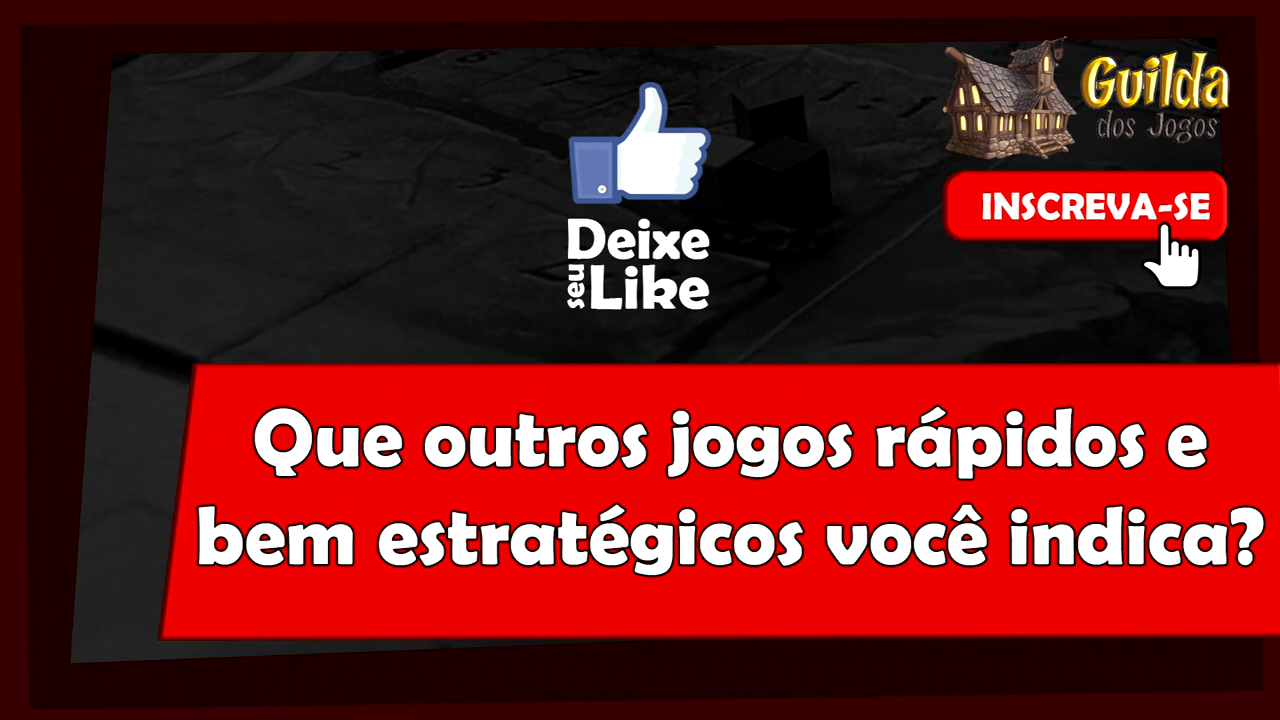 Guilda
dos Jogos
INSCREVA-SE
Deixe
seu Like
Que outros jogos rápidos e
bem estratégicos você indica?